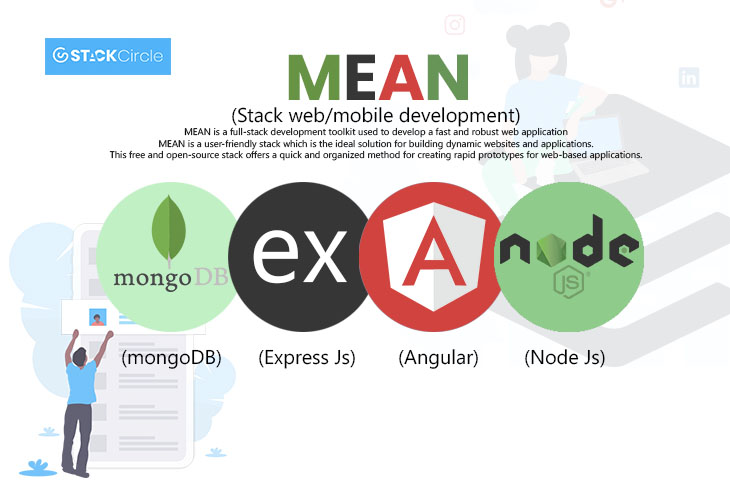 STACKCircle
MEAN
(Stack web/mobile development)
MEAN is a full-stack development toolkit used to develop a fast and robust web application
MEAN is a user-friendly stack which is the ideal solution for building dynamic websites and applications.
This free and open-source stack offers a quick and organized method for creating rapid prototypes for web-based applications.
mongoDB
ex
A
node
JS®
(mongoDB)
(Express Js)
(Angular)
(Node Js)
in